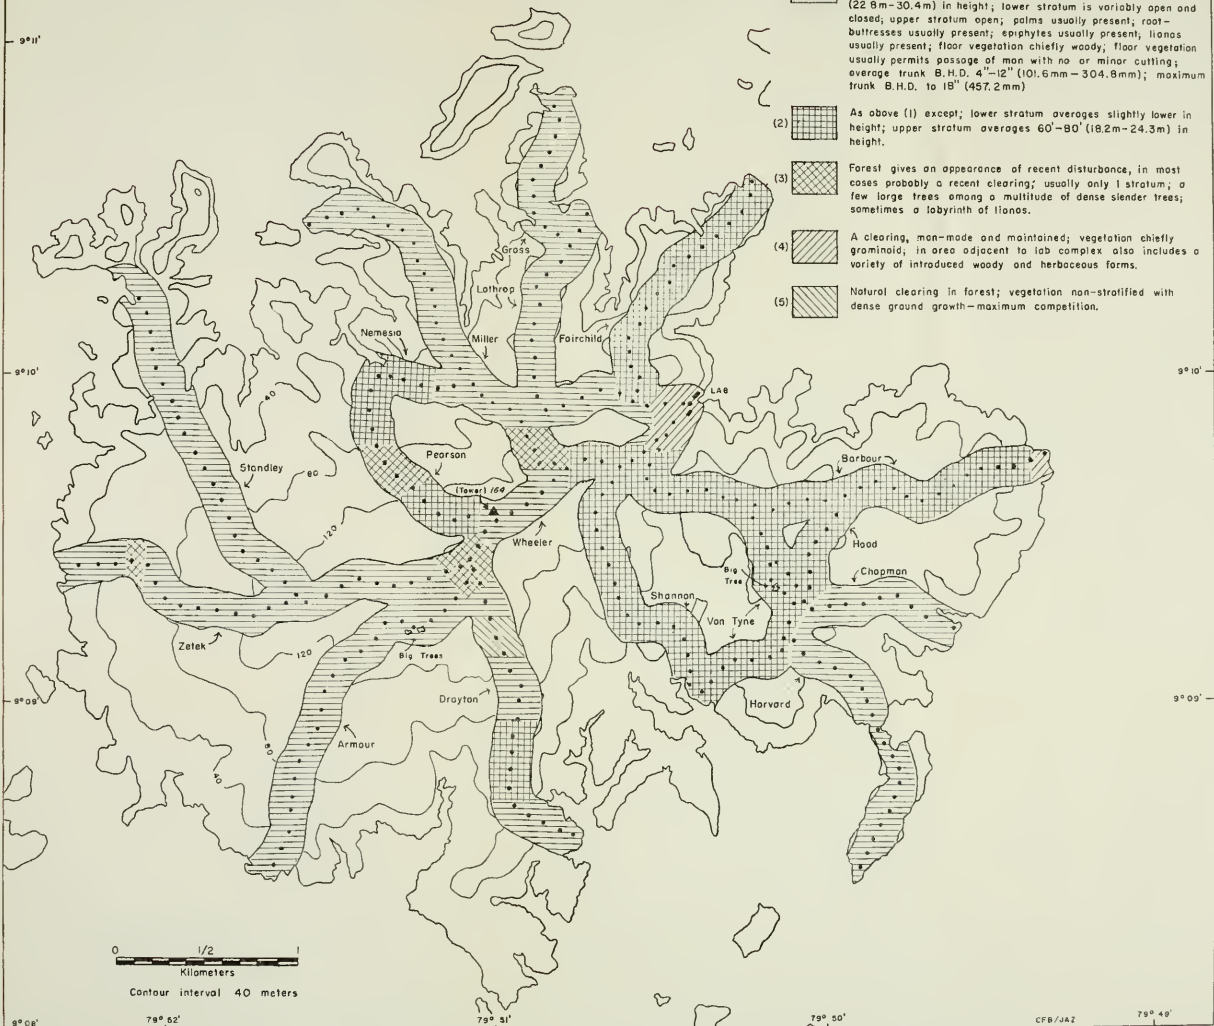 (22.8m-30.4m) in height; lower stratum is variably open and
closed; upper stratum open; palms usually present; root-
buttresses usually present; epiphytes usually present; lianas
usually present; floor vegetation chiefly woody; floor vegetation
usually permits passage of man with no or minor cutting;
average trunk B.H.D. 4"-12" (101.6mm-304.8mm); maximum
trunk B.H.D. to 18" (457.2mm)
(2) As above (1) except; lower stratum averages slightly lower in
height; upper stratum averages 60'-80' (18.2m-24.3m) in
height.
(3) Forest gives an appearance of recent disturbance, in most
cases probably a recent clearing; usually only 1 stratum; a
few large trees among a multitude of dense slender trees;
sometimes a labyrinth of lianas.
(4) A clearing, man-made and maintained; vegetation chiefly
graminoid; in area adjacent to lab complex also includes a
variety of introduced woody and herbaceous forms.
(5) Natural clearing in forest; vegetation non-stratified with
dense ground growth—maximum competition.
9° 11'
Gross
Lathrop
Nemesia
Miller
Fairchild
9° 10'
9° 10'
LAB
40
Pearson
Barbour
Standley
80
(Tower) 164
120
Wheeler
Hood
Big
Tree
Chapman
Shannon
Van Tyne
Zetek
120
Big Trees
Drayton
9° 09'
9° 09'
Harvard
Armour
80
40
0 1/2 1
Kilometers
Contour interval 40 meters
9° 08'
79° 52'
79° 51'
79° 50'
CFB/JAZ
79° 49'